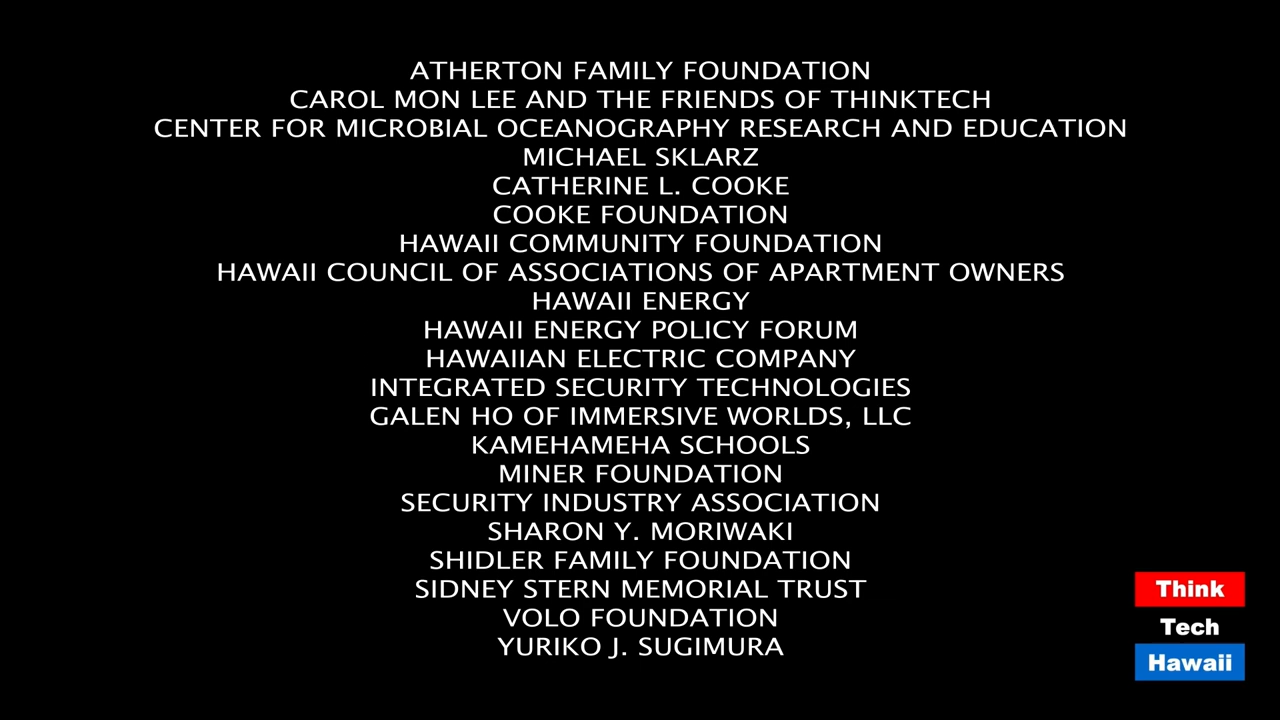 ATHERTON FAMILY FOUNDATION
CAROL MON LEE AND THE FRIENDS OF THINKTECH
CENTER FOR MICROBIAL OCEANOGRAPHY RESEARCH AND EDUCATION
MICHAEL SKLARZ
CATHERINE L. COOKE
COOKE FOUNDATION
HAWAII COMMUNITY FOUNDATION
HAWAII COUNCIL OF ASSOCIATIONS OF APARTMENT OWNERS
HAWAII ENERGY
HAWAII ENERGY POLICY FORUM
HAWAIIAN ELECTRIC COMPANY
INTEGRATED SECURITY TECHNOLOGIES
GALEN HO OF IMMERSIVE WORLDS, LLC
KAMEHAMEHA SCHOOLS
MINER FOUNDATION
SECURITY INDUSTRY ASSOCIATION
SHARON Y. MORIWAKI
SHIDLER FAMILY FOUNDATION
SIDNEY STERN MEMORIAL TRUST
VOLO FOUNDATION
YURIKO J. SUGIMURA
Think
Tech
Hawaii